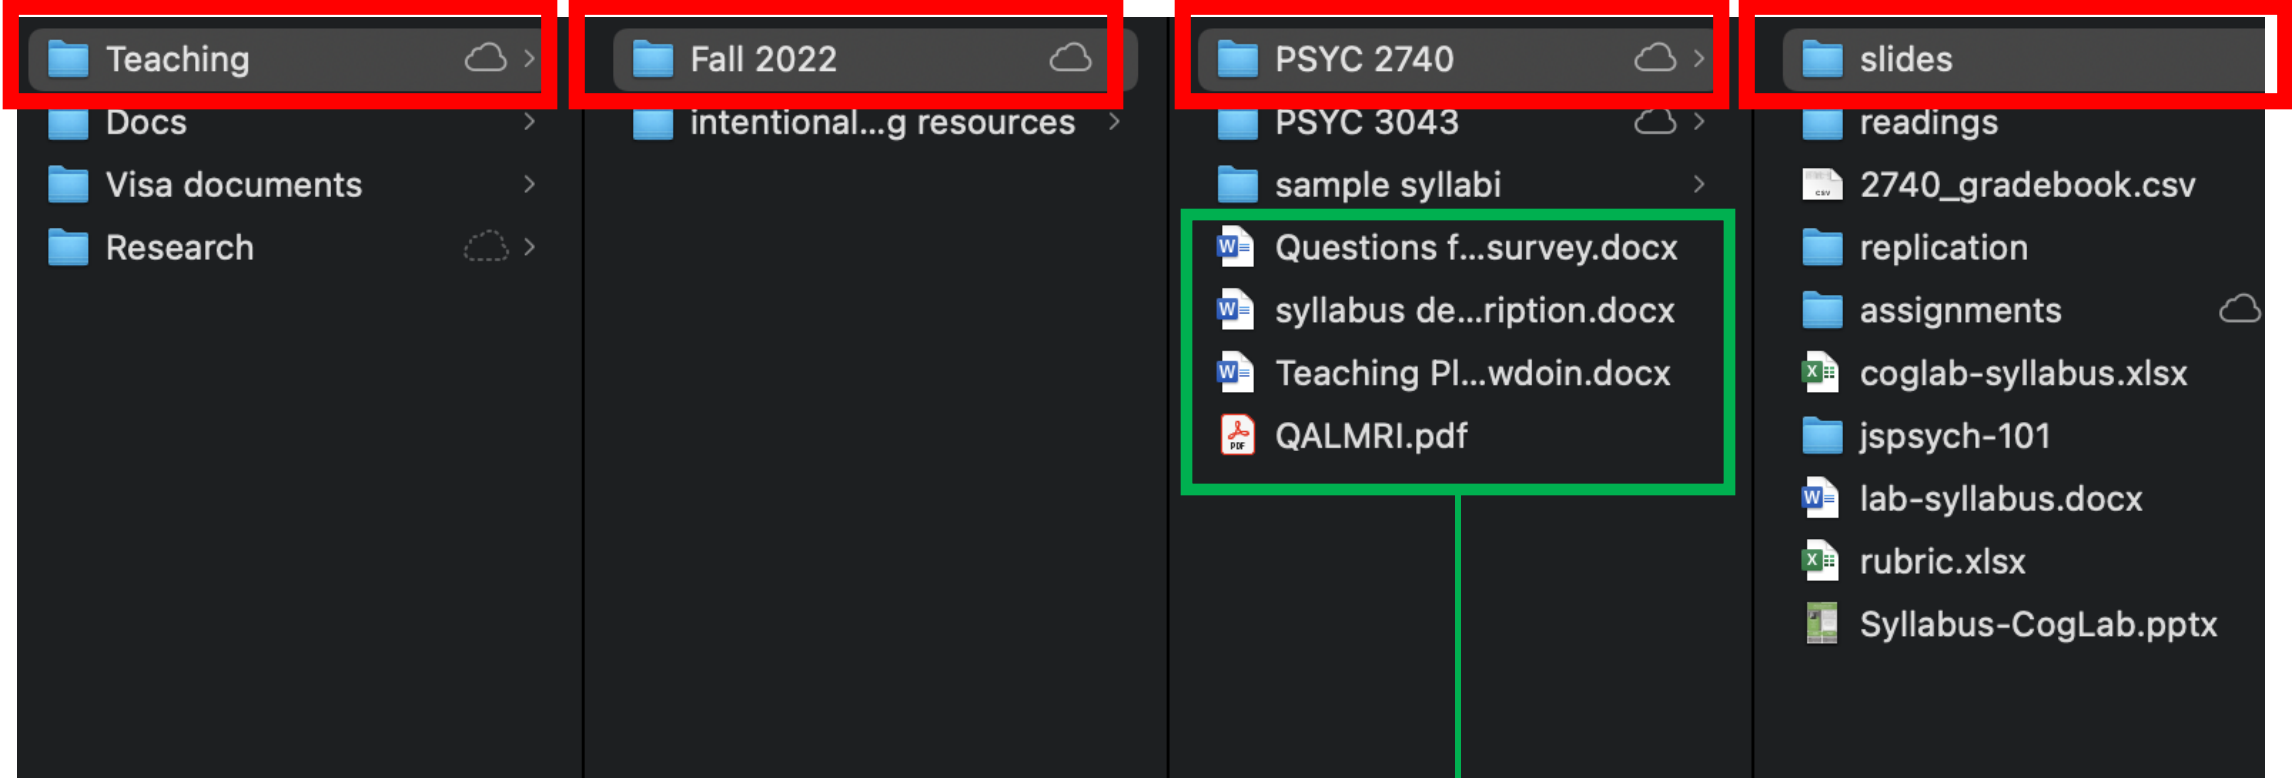 Teaching
Docs
Visa documents
Research
Fall 2022
intentional...g resources
PSYC 2740
PSYC 3043
sample syllabi
Questions f...survey.docx
syllabus de...ription.docx
Teaching Pl...wdoin.docx
QALMRI.pdf
slides
readings
2740_gradebook.csv
replication
assignments
coglab-syllabus.xlsx
jspsych-101
lab-syllabus.docx
rubric.xlsx
Syllabus-CogLab.pptx